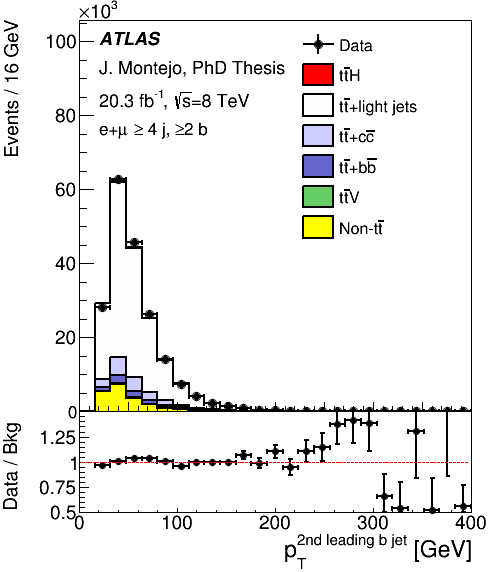 ×10³
Events / 16 GeV
100
80
60
40
20
0
ATLAS
J. Montejo, PhD Thesis
20.3 fb⁻¹, √s=8 TeV
e+μ ≥ 4 j, ≥2 b
Data
tt̅H
tt̅+light jets
tt̅+cc̅
tt̅+bb̅
tt̅V
Non-tt̅
Data / Bkg
1.25
1
0.75
0.5
0 100 200 300 400
p_T^2nd leading b jet [GeV]